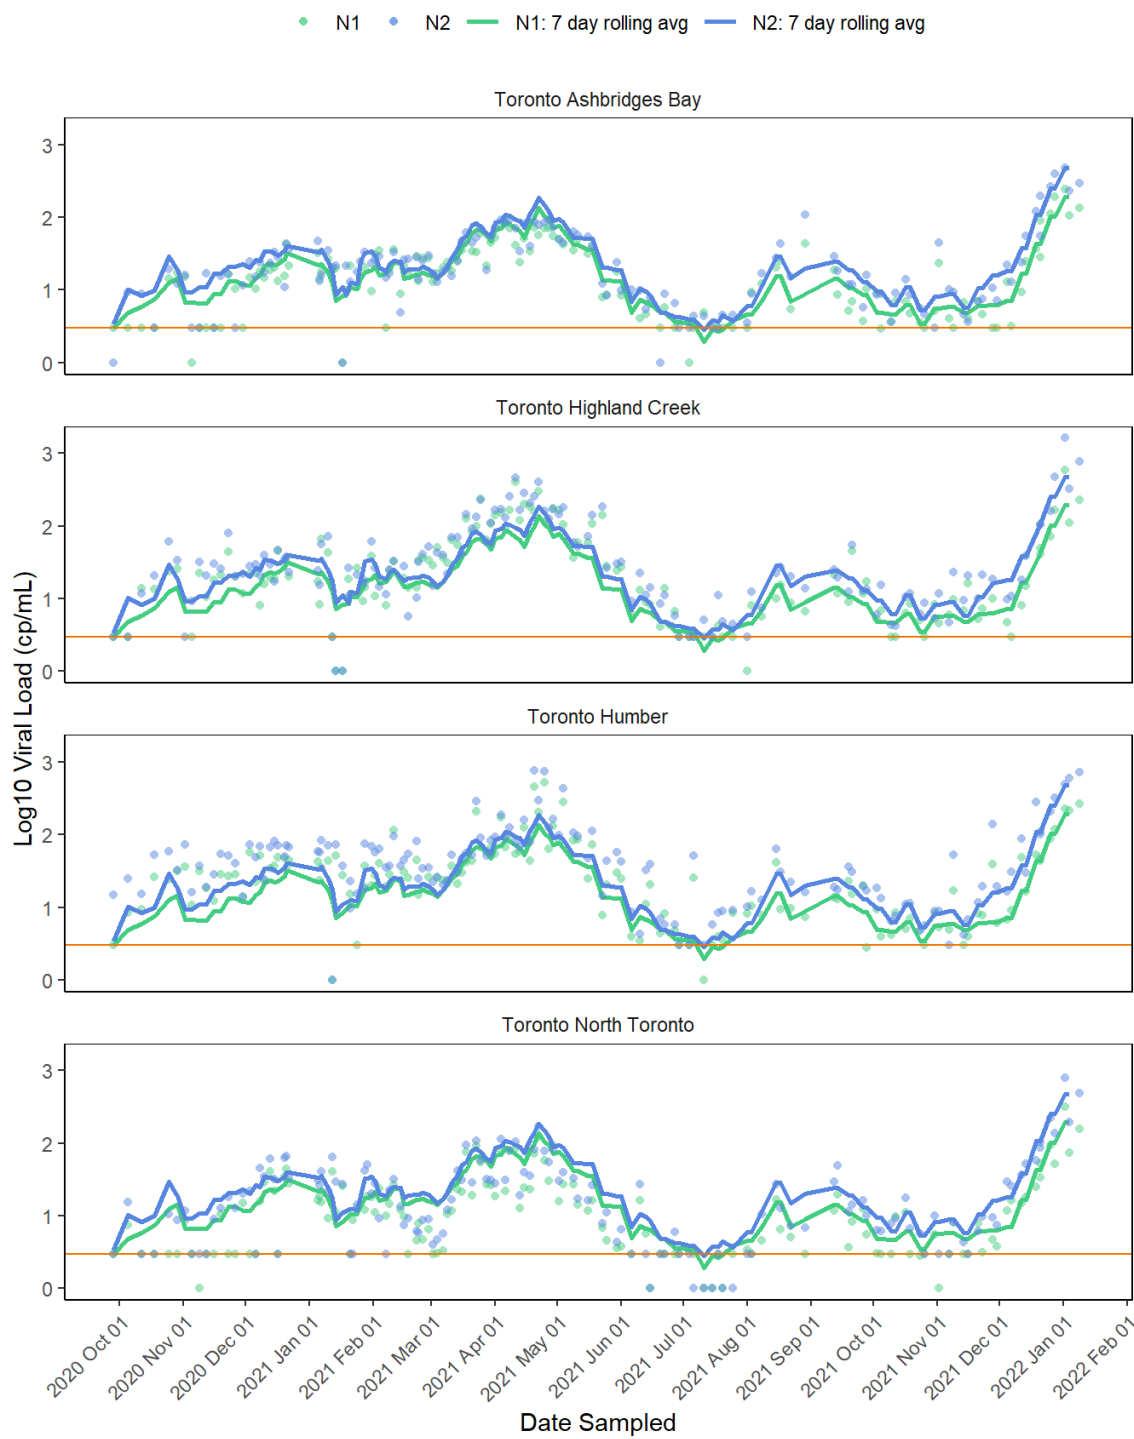 N1 N2 N1: 7 day rolling avg N2: 7 day rolling avg
Toronto Ashbridges Bay
3
2
1
0
Toronto Highland Creek
3
2
1
0
Toronto Humber
3
2
1
0
Toronto North Toronto
3
2
1
0
Log10 Viral Load (cp/mL)
2020 Oct 01
2020 Nov 01
2020 Dec 01
2021 Jan 01
2021 Feb 01
2021 Mar 01
2021 Apr 01
2021 May 01
2021 Jun 01
2021 Jul 01
2021 Aug 01
2021 Sep 01
2021 Oct 01
2021 Nov 01
2021 Dec 01
2022 Jan 01
2022 Feb 01
Date Sampled